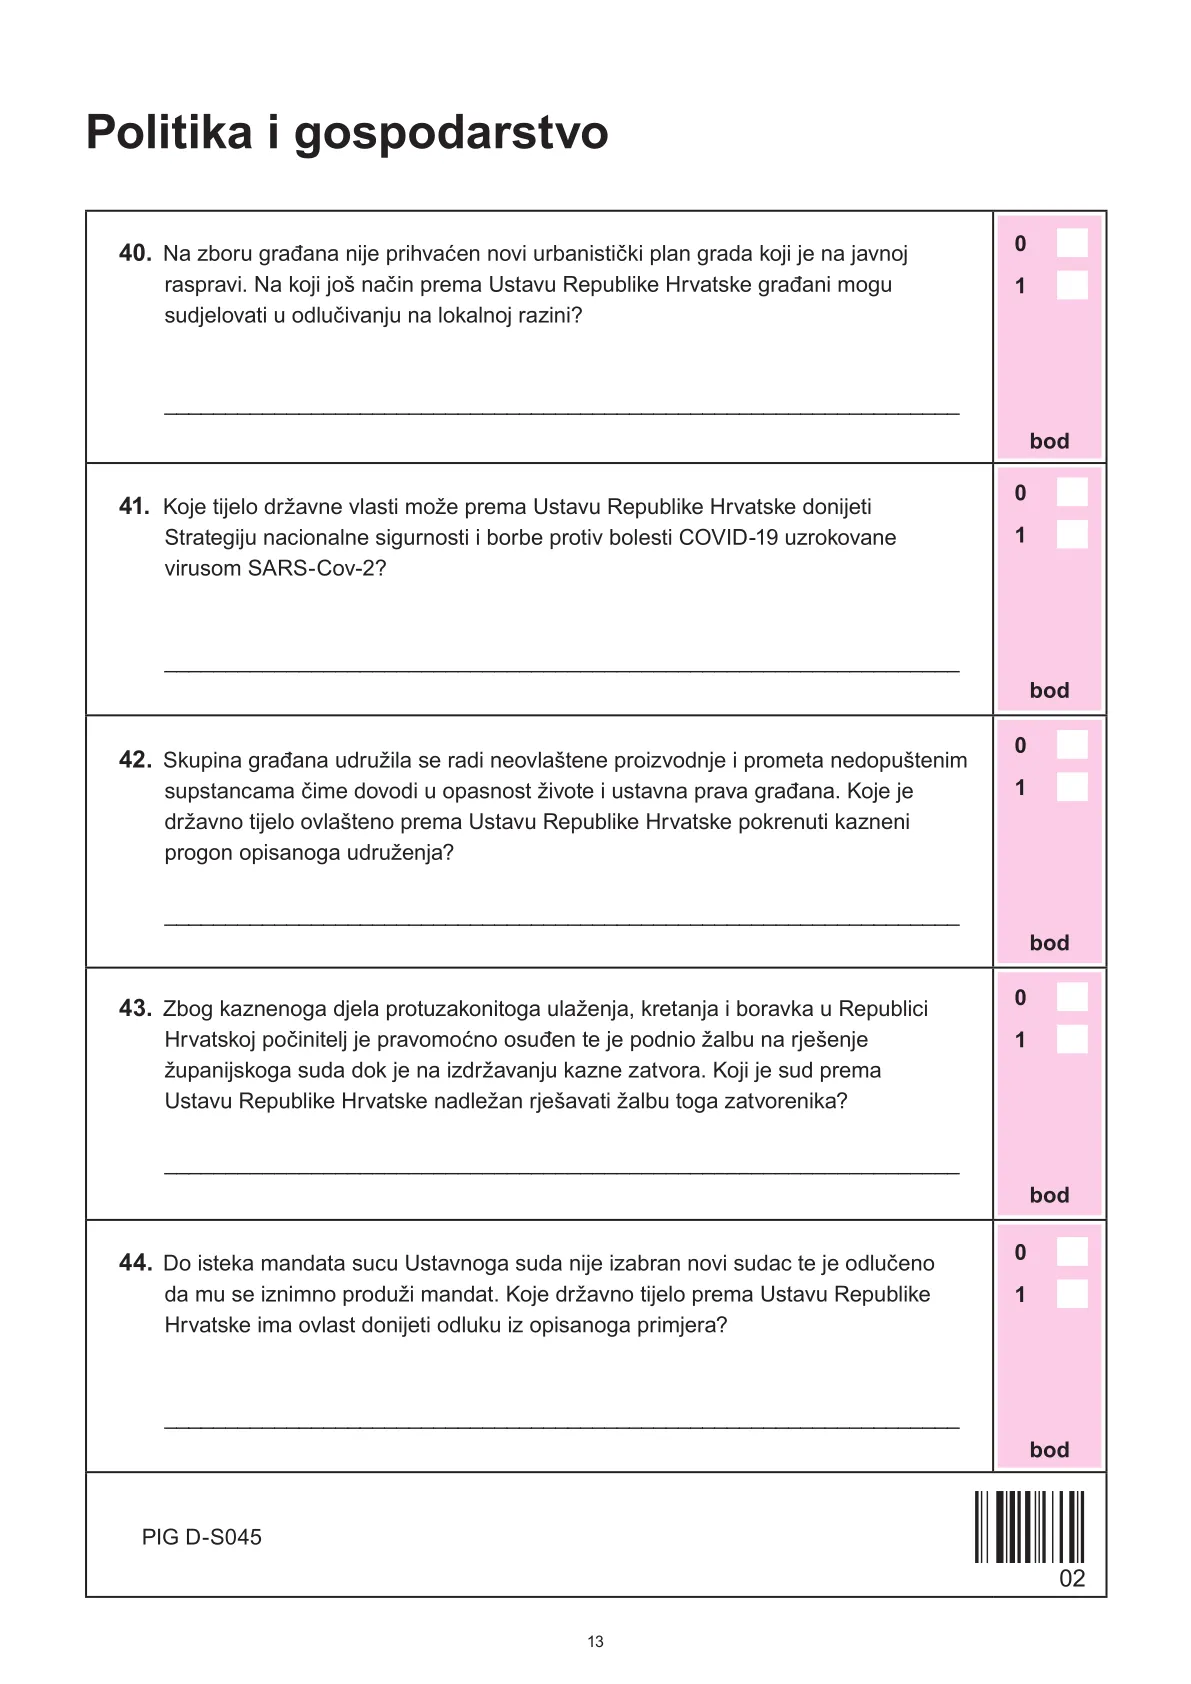 Politika i gospodarstvo
40. Na zboru građana nije prihvaćen novi urbanistički plan grada koji je na javnoj
raspravi. Na koji još način prema Ustavu Republike Hrvatske građani mogu
sudjelovati u odlučivanju na lokalnoj razini?
0
1
bod
41. Koje tijelo državne vlasti može prema Ustavu Republike Hrvatske donijeti
Strategiju nacionalne sigurnosti i borbe protiv bolesti COVID-19 uzrokovane
virusom SARS-Cov-2?
0
1
bod
42. Skupina građana udružila se radi neovlaštene proizvodnje i prometa nedopuštenim
supstancama čime dovodi u opasnost živote i ustavna prava građana. Koje je
državno tijelo ovlašteno prema Ustavu Republike Hrvatske pokrenuti kazneni
progon opisanoga udruženja?
0
1
bod
43. Zbog kaznenoga djela protuzakonitoga ulaženja, kretanja i boravka u Republici
Hrvatskoj počinitelj je pravomoćno osuđen te je podnio žalbu na rješenje
županijskoga suda dok je na izdržavanju kazne zatvora. Koji je sud prema
Ustavu Republike Hrvatske nadležan rješavati žalbu toga zatvorenika?
0
1
bod
44. Do isteka mandata sucu Ustavnoga suda nije izabran novi sudac te je odlučeno
da mu se iznimno produži mandat. Koje državno tijelo prema Ustavu Republike
Hrvatske ima ovlast donijeti odluku iz opisanoga primjera?
0
1
bod
PIG D-S045
02
13